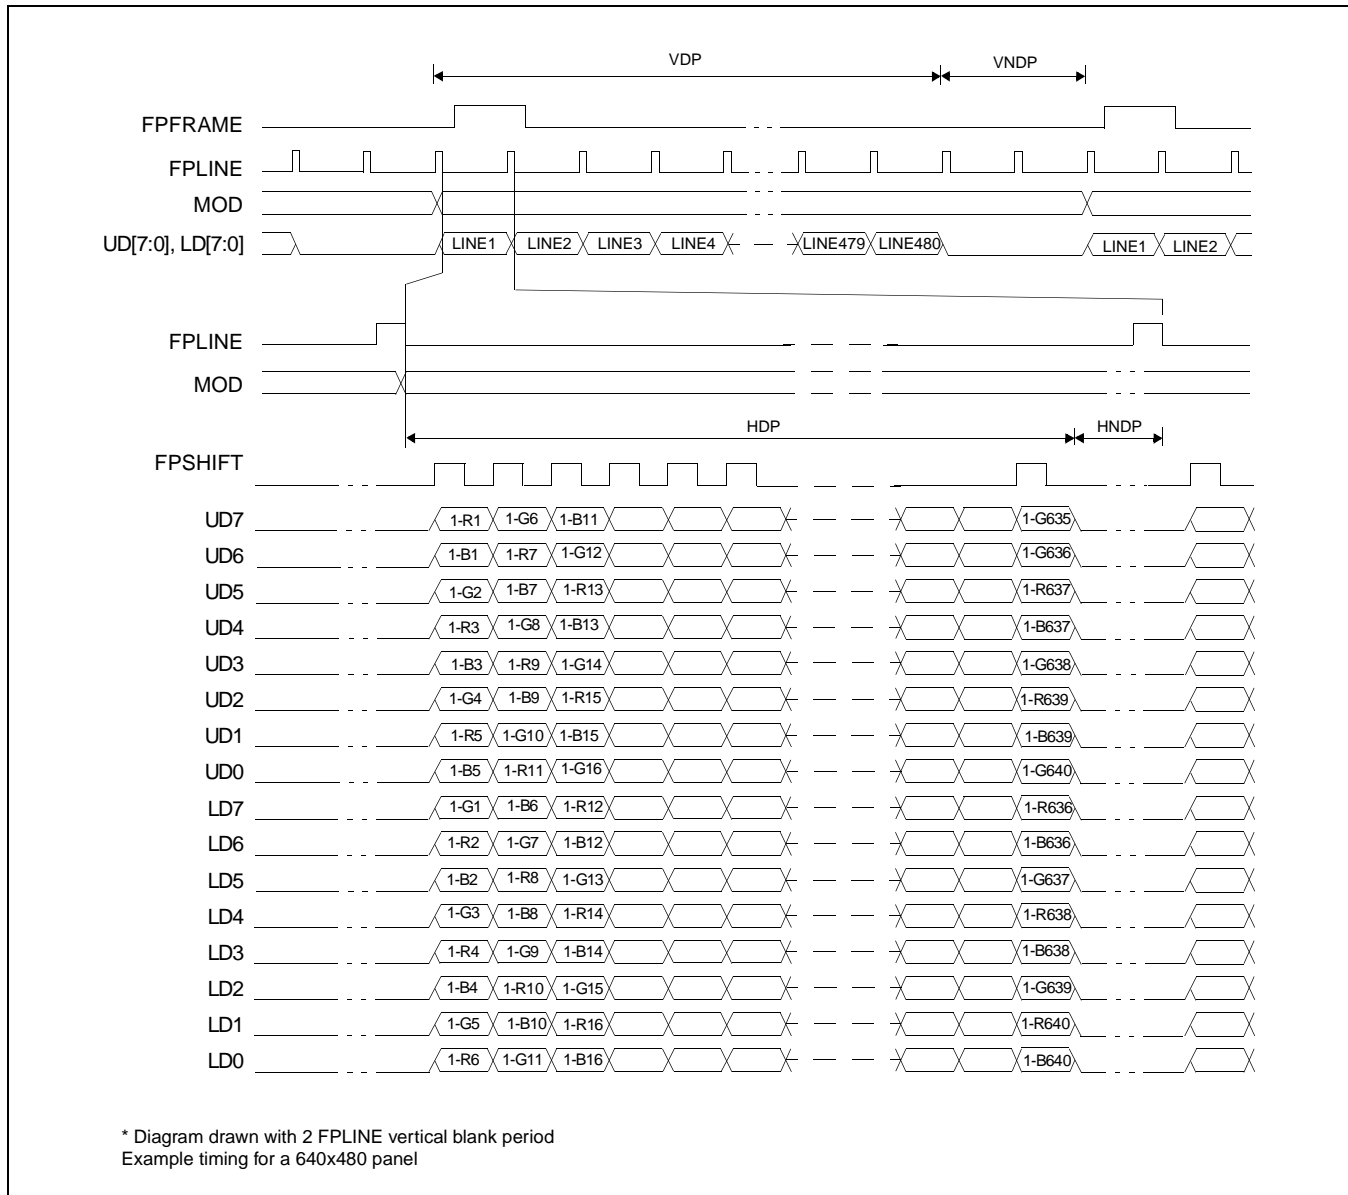 VDP VNDP
FPFRAME
FPLINE
MOD
UD[7:0], LD[7:0] LINE1 LINE2 LINE3 LINE4 LINE479 LINE480 LINE1 LINE2
FPLINE
MOD
HDP HNDP
FPSHIFT
UD7 1-R1 1-G6 1-B11 1-G635
UD6 1-B1 1-R7 1-G12 1-G636
UD5 1-G2 1-B7 1-R13 1-R637
UD4 1-R3 1-G8 1-B13 1-B637
UD3 1-B3 1-R9 1-G14 1-G638
UD2 1-G4 1-B9 1-R15 1-R639
UD1 1-R5 1-G10 1-B15 1-B639
UD0 1-B5 1-R11 1-G16 1-G640
LD7 1-G1 1-B6 1-R12 1-R636
LD6 1-R2 1-G7 1-B12 1-B636
LD5 1-B2 1-R8 1-G13 1-G637
LD4 1-G3 1-B8 1-R14 1-R638
LD3 1-R4 1-G9 1-B14 1-B638
LD2 1-B4 1-R10 1-G15 1-G639
LD1 1-G5 1-B10 1-R16 1-R640
LD0 1-R6 1-G11 1-B16 1-B640
* Diagram drawn with 2 FPLINE vertical blank period
Example timing for a 640x480 panel